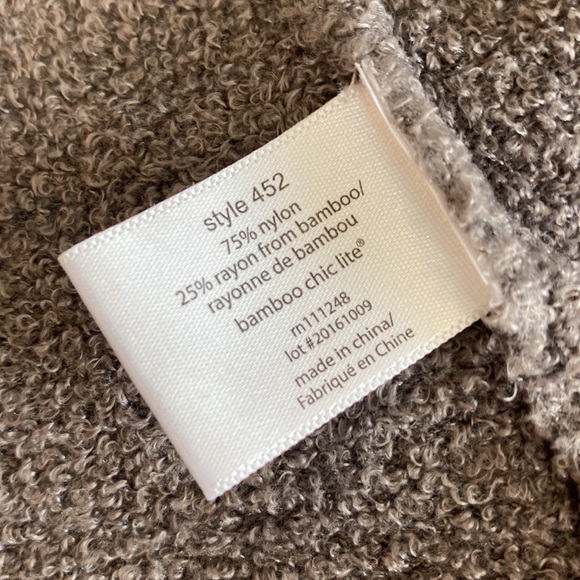 style 452
75% nylon
25% rayon from bamboo/
rayonne de bambou
bamboo chic lite®
rn111248
lot #20161009
made in china/
Fabriqué en Chine